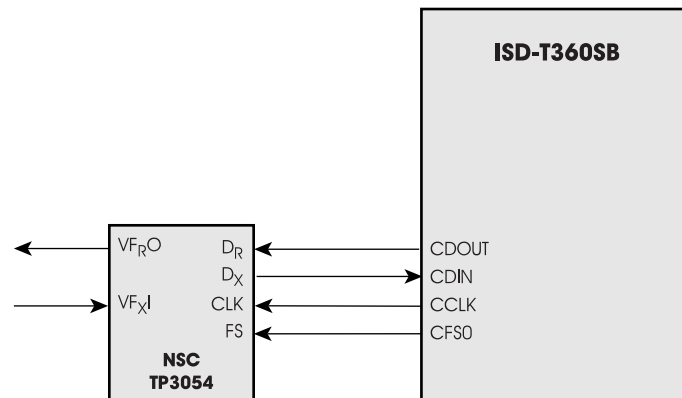 ISD-T360SB
VFRO DR CDOUT
DX CDIN
VFXI CLK CCLK
FS CFS0
NSC
TP3054